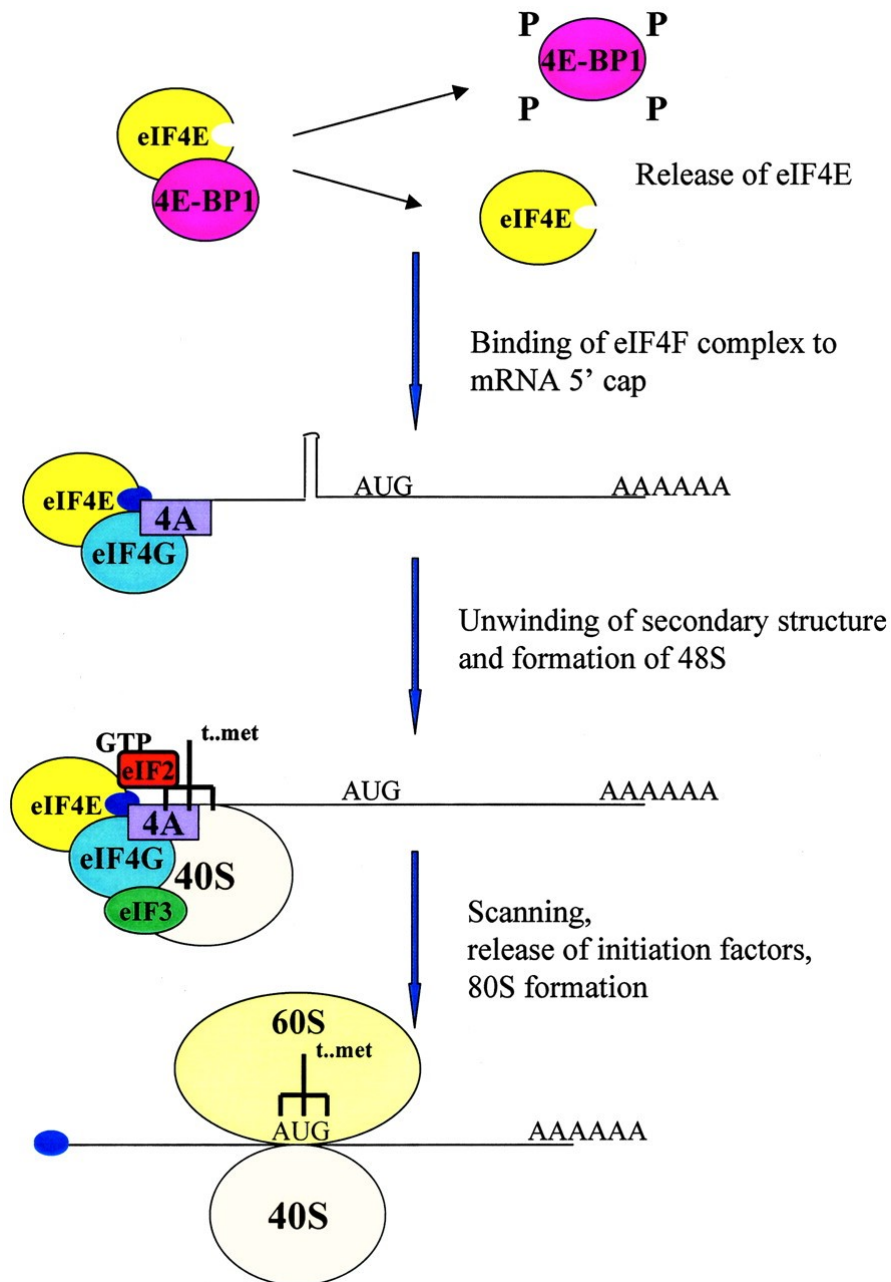 P P
4E-BP1
P P
eIF4E
4E-BP1
Release of eIF4E
eIF4E
Binding of eIF4F complex to
mRNA 5’ cap
AUG AAAAAA
eIF4E
4A
eIF4G
Unwinding of secondary structure
and formation of 48S
t..met
GTP
eIF2
eIF4E AUG AAAAAA
4A
eIF4G
40S
eIF3
Scanning,
release of initiation factors,
80S formation
60S
t..met
AUG AAAAAA
40S